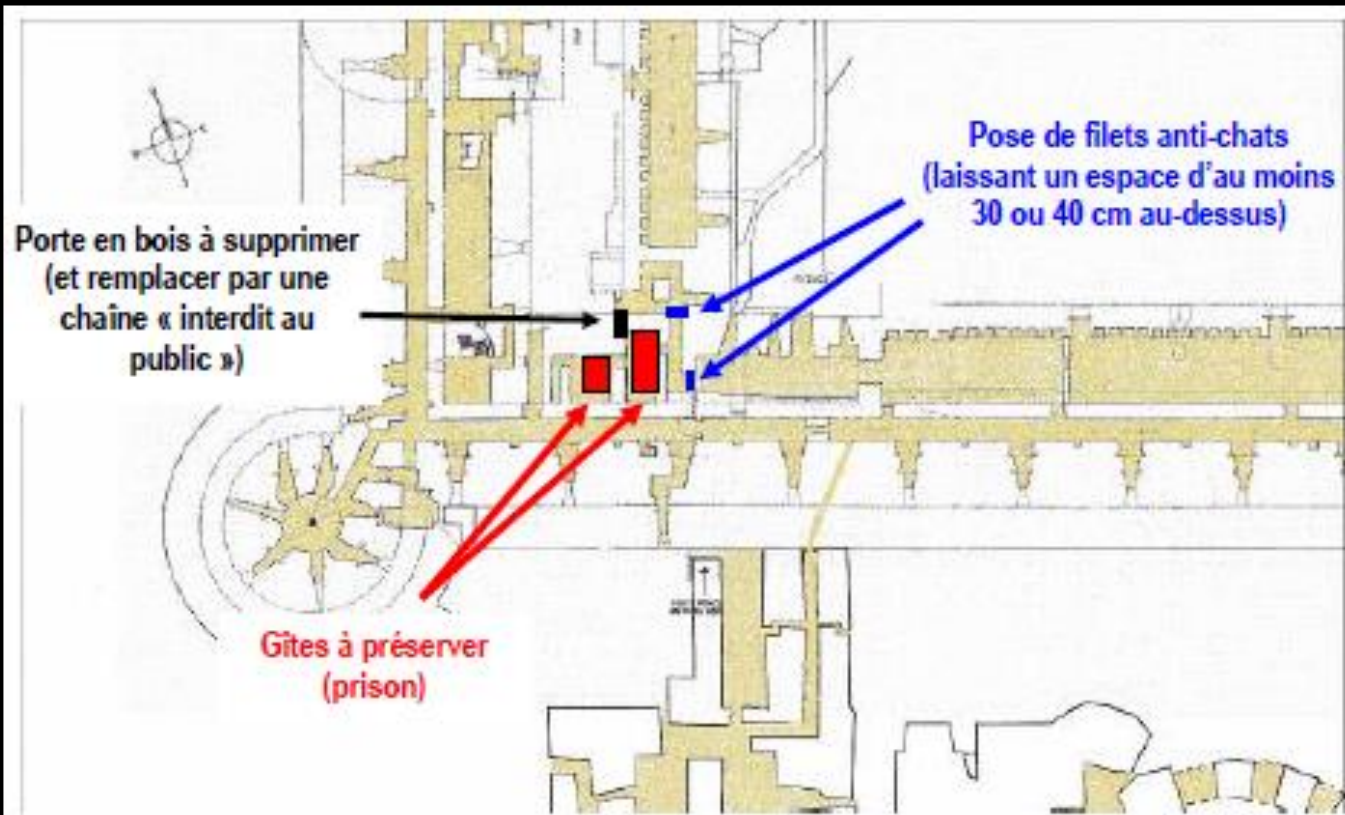 Pose de filets anti-chats
(laissant un espace d'au moins
30 ou 40 cm au-dessus)
Porte en bois à supprimer
(et remplacer par une
chaîne « interdit au
public »)
Gîtes à préserver
(prison)